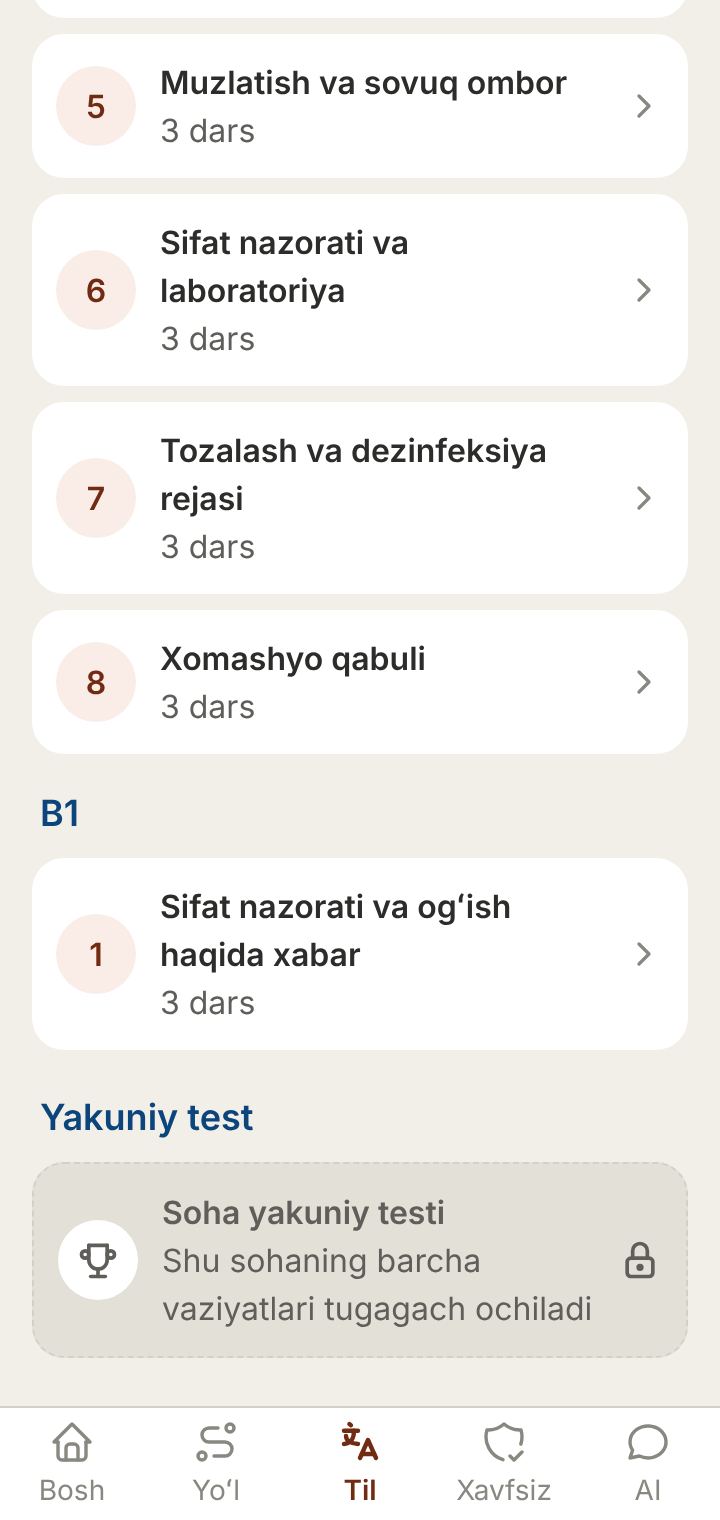 5
Muzlatish va sovuq ombor
3 dars
6
Sifat nazorati va
laboratoriya
3 dars
7
Tozalash va dezinfeksiya
rejasi
3 dars
8
Xomashyo qabuli
3 dars
B1
1
Sifat nazorati va ogʻish
haqida xabar
3 dars
Yakuniy test
Soha yakuniy testi
Shu sohaning barcha
vaziyatlari tugagach ochiladi
Bosh
Yoʻl
Til
Xavfsiz
AI